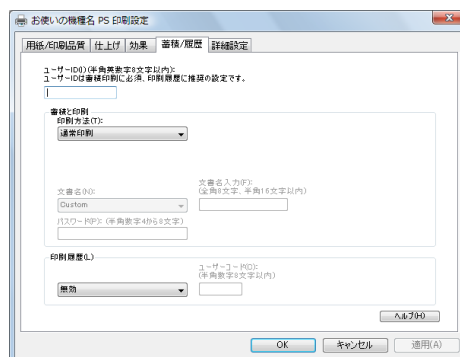 お使いの機種名 PS 印刷設定
用紙/印刷品質 仕上げ 効果 蓄積/履歴 詳細設定
ユーザーID(I)(半角英数字8文字以内):
ユーザーIDは蓄積印刷に必須、印刷履歴に推奨の設定です。
蓄積と印刷
印刷方法(T):
通常印刷
文書名(N):
文書名入力(F):
(全角8文字、半角16文字以内)
Custom
パスワード(P): (半角数字4から8文字)
印刷履歴(L)
ユーザーコード(D):
(半角数字8文字以内)
無効
ヘルプ(H)
OK キャンセル 適用(A)